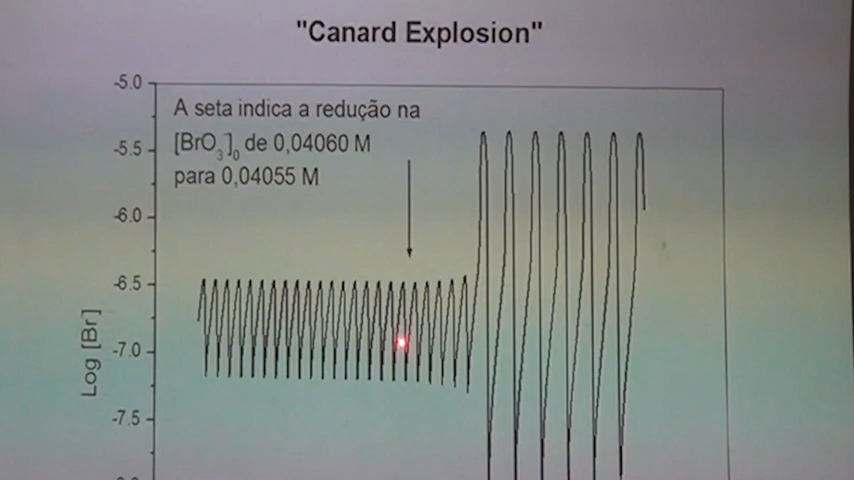 "Canard Explosion"
A seta indica a redução na
[BrO3]0 de 0,04060 M
para 0,04055 M
-5.0
-5.5
-6.0
-6.5
-7.0
-7.5
Log [Br]